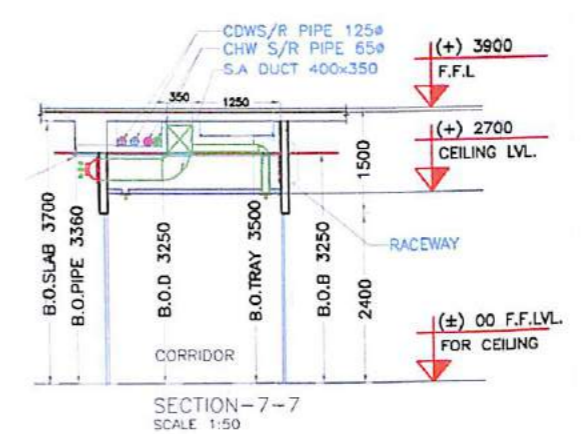 CDWS/R PIPE 125ø
CHW S/R PIPE 65ø
S.A DUCT 400x350
350
1250
(+) 3900
F.F.L
(+) 2700
CEILING LVL.
1500
B.O.SLAB 3700
B.O.PIPE 3360
B.O.D 3250
B.O.TRAY 3500
B.O.B 3250
2400
RACEWAY
(±) 00 F.F.LVL.
FOR CEILING
CORRIDOR
SECTION-7-7
SCALE 1:50